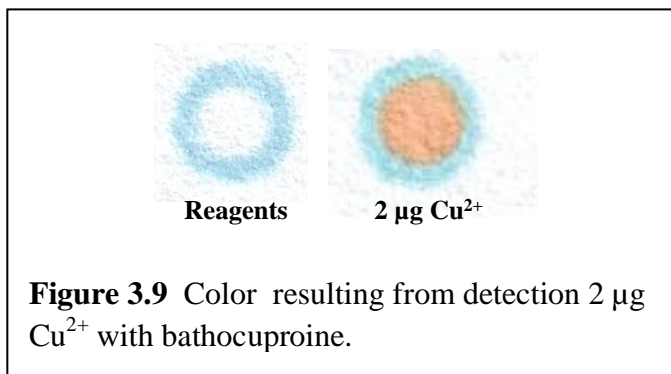 Reagents 2 µg Cu²⁺
Figure 3.9 Color resulting from detection 2 µg
Cu²⁺ with bathocuproine.